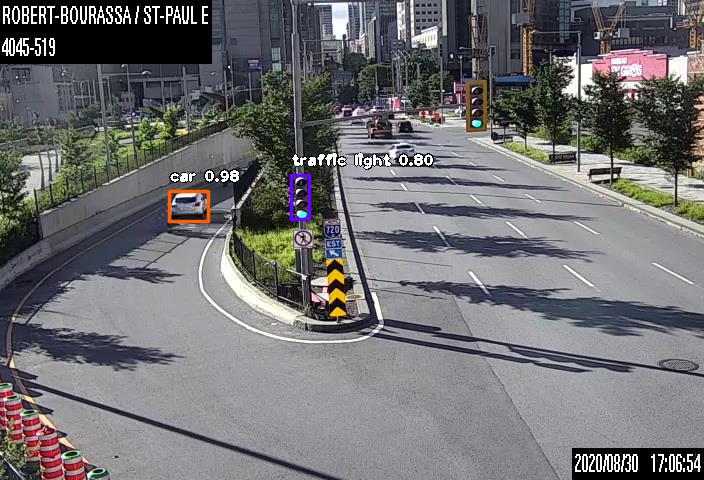 ROBERT-BOURASSA / ST-PAUL E
4045-519
car 0.98
traffic light 0.80
720
EST
2020/08/30 17:06:54